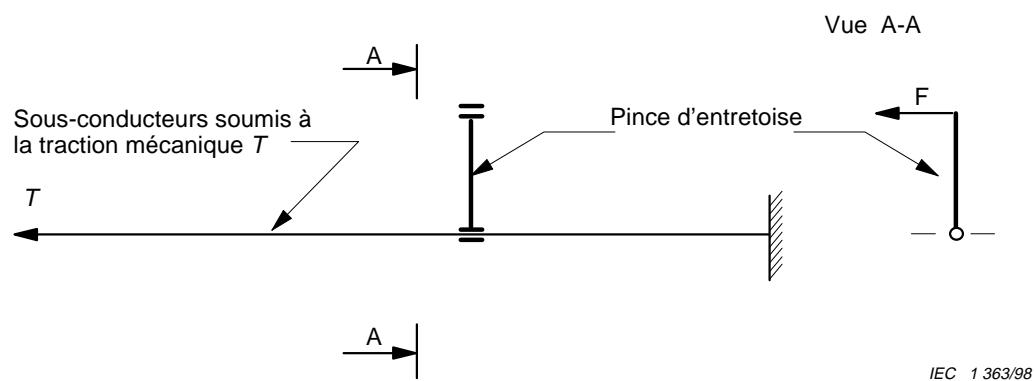 Vue A-A
A
F
Sous-conducteurs soumis à
la traction mécanique T
Pince d'entretoise
T
A
IEC 1 363/98